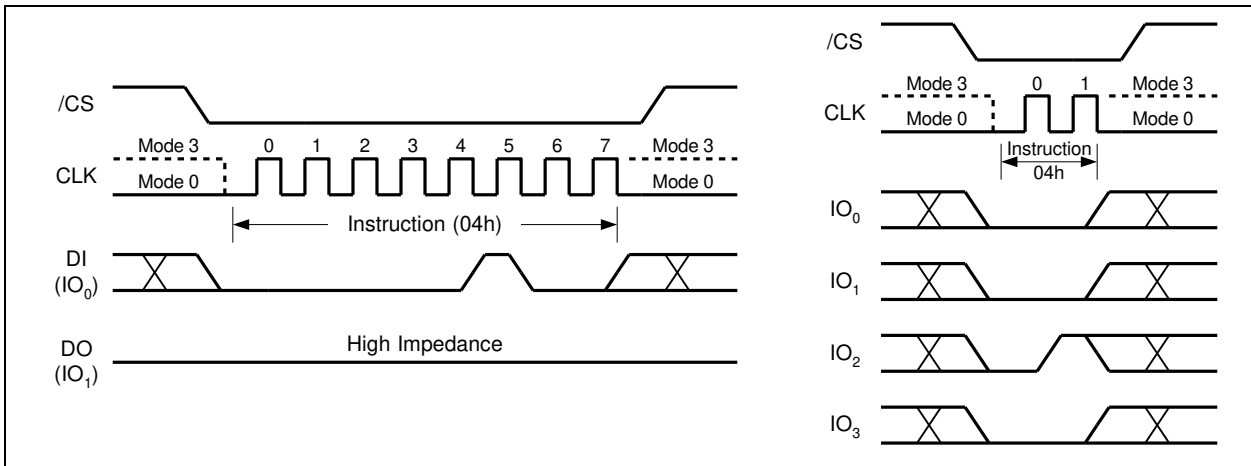 /CS
Mode 3 0 1 2 3 4 5 6 7 Mode 3
CLK
Mode 0 Mode 0
Instruction (04h)
DI
(IO0)
High Impedance
DO
(IO1)
/CS
Mode 3 0 1 Mode 3
CLK
Mode 0 Mode 0
Instruction
04h
IO0
IO1
IO2
IO3